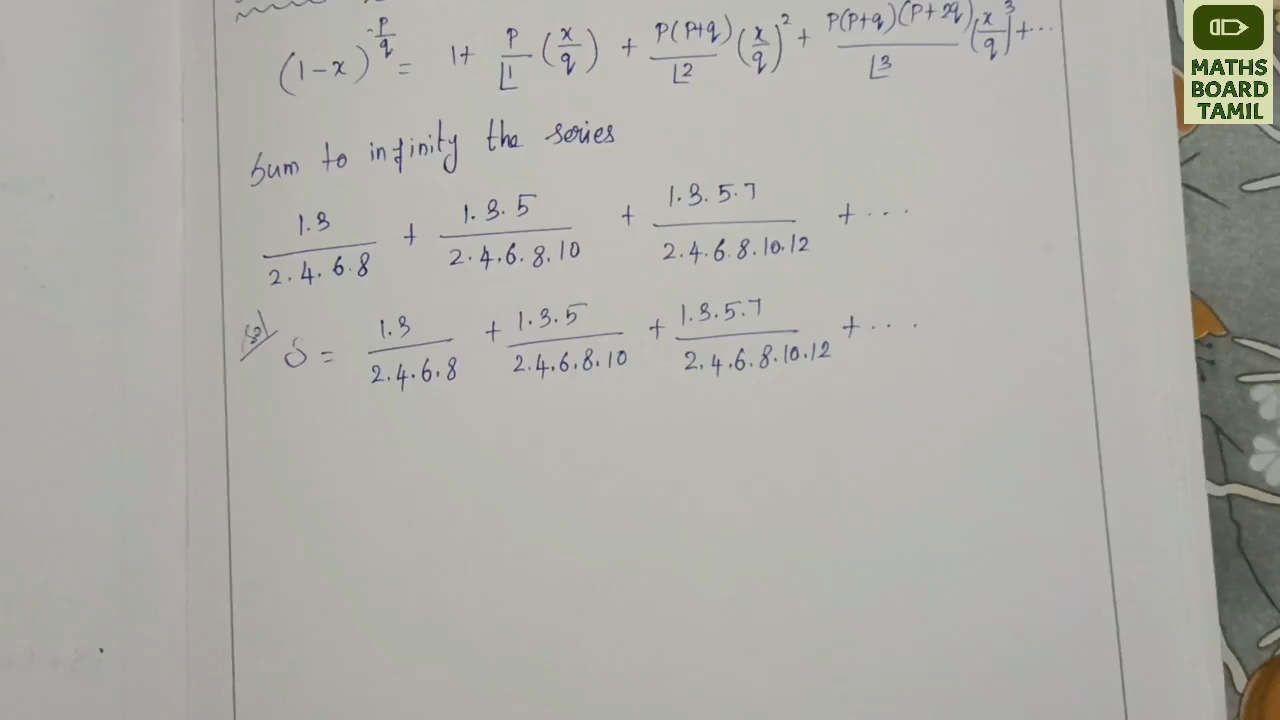 (1-x)^{-p/q} = 1+ P/⌊1 (x/q) + P(P+q)/⌊2 (x/q)^2 + P(P+q)(P+2q)/⌊3 (x/q)^3 + ...
MATHS
BOARD
TAMIL
Sum to infinity the series
1.3/2.4.6.8 + 1.3.5/2.4.6.8.10 + 1.3.5.7/2.4.6.8.10.12 + ...
Sol S = 1.3/2.4.6.8 + 1.3.5/2.4.6.8.10 + 1.3.5.7/2.4.6.8.10.12 + ....